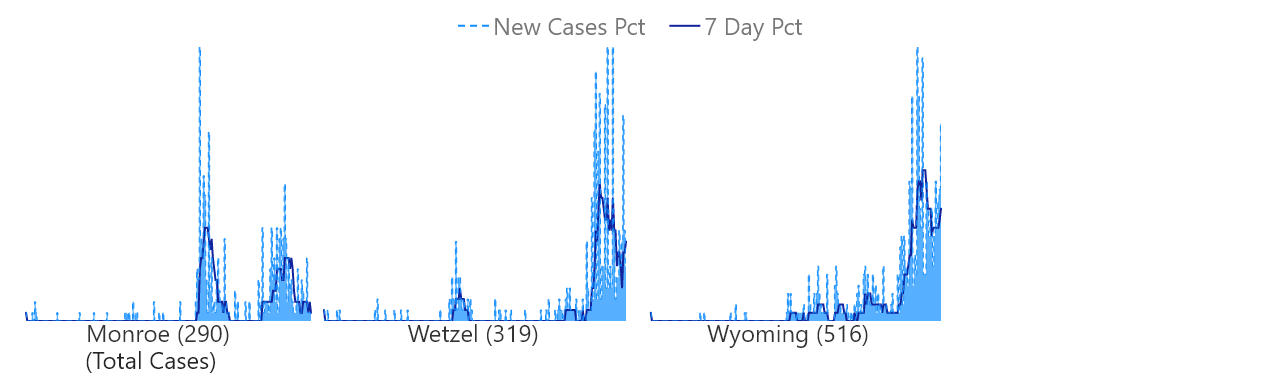 New Cases Pct 7 Day Pct
Monroe (290) Wetzel (319) Wyoming (516)
(Total Cases)